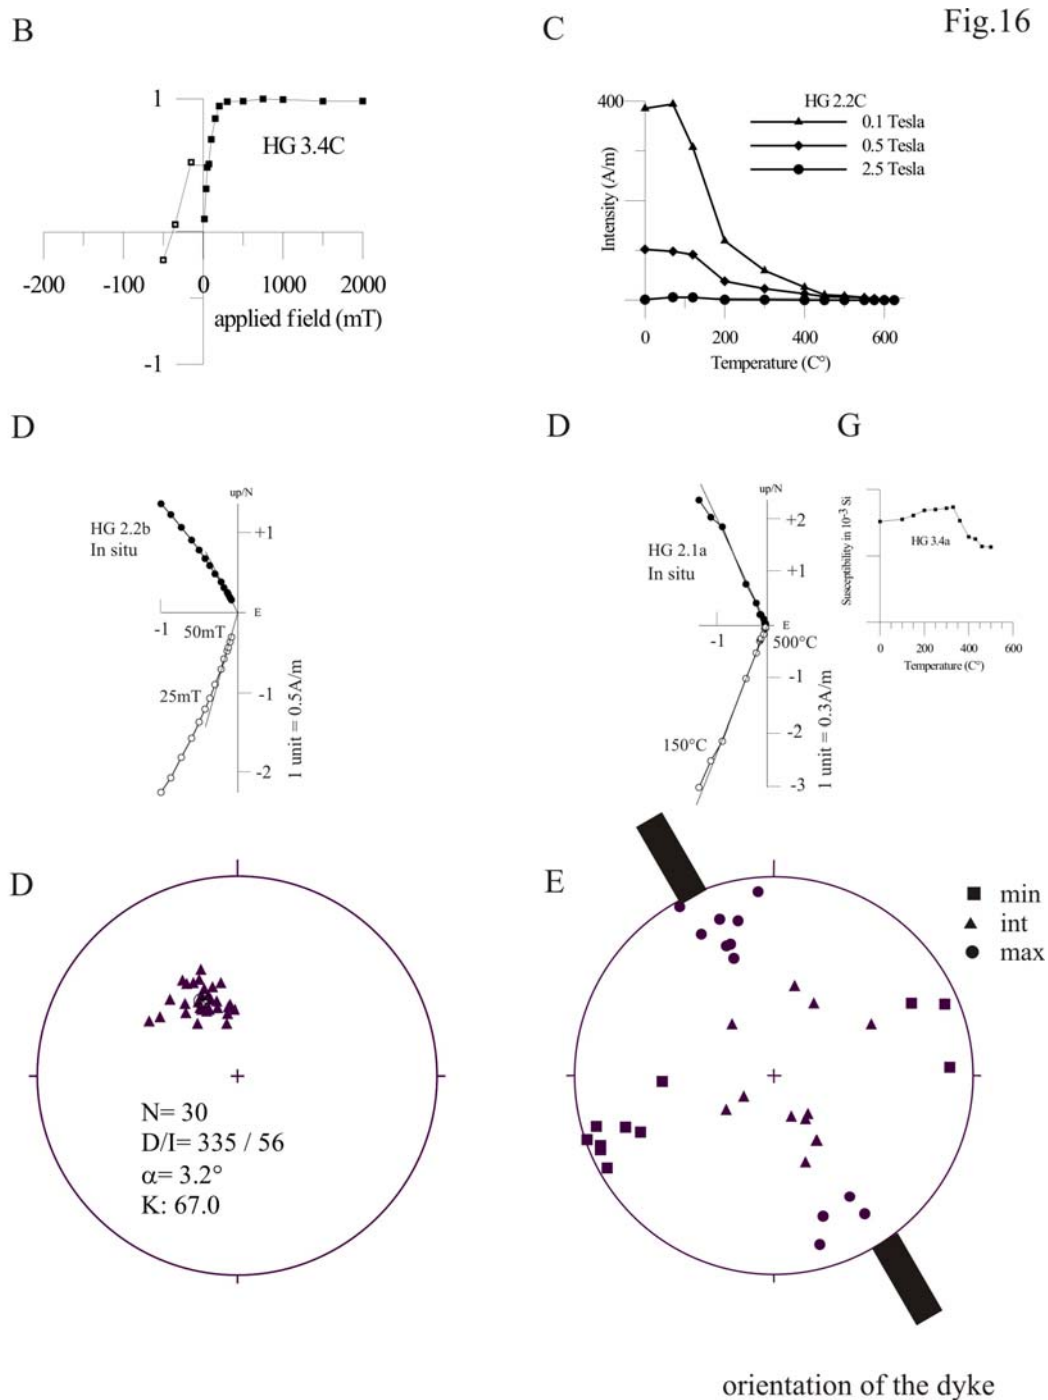 Fig.16
B
1
HG 3.4C
-200
-100
0
1000
2000
applied field (mT)
-1
C
400
HG 2.2C
0.1 Tesla
0.5 Tesla
2.5 Tesla
Intensity (A/m)
0
200
400
600
Temperature (C°)
D
up/N
HG 2.2b
In situ
+1
E
-1
50mT
25mT
-1
-2
1 unit = 0.5A/m
D
up/N
+2
HG 2.1a
In situ
+1
E
-1
500°C
-1
150°C
-2
-3
1 unit = 0.3A/m
G
Susceptibility in 10⁻³ Si
HG 3.4a
0
200
400
600
Temperature (C°)
D
N= 30
D/I= 335 / 56
α= 3.2°
K: 67.0
E
min
int
max
orientation of the dyke